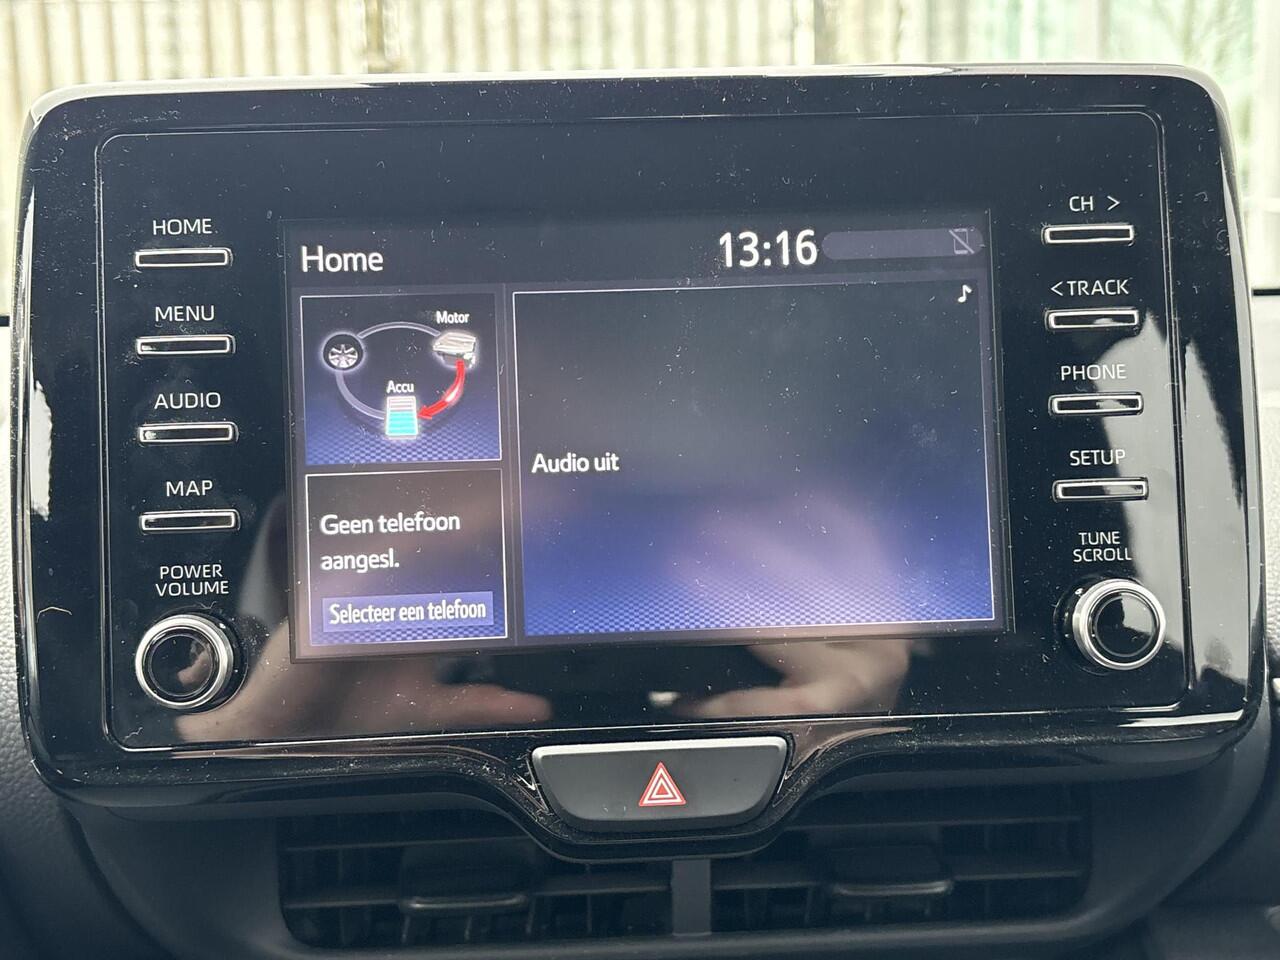 HOME
MENU
AUDIO
MAP
POWER
VOLUME
Home
13:16
Motor
Accu
Geen telefoon
aangesl.
Selecteer een telefoon
Audio uit
CH >
< TRACK
PHONE
SETUP
TUNE
SCROLL